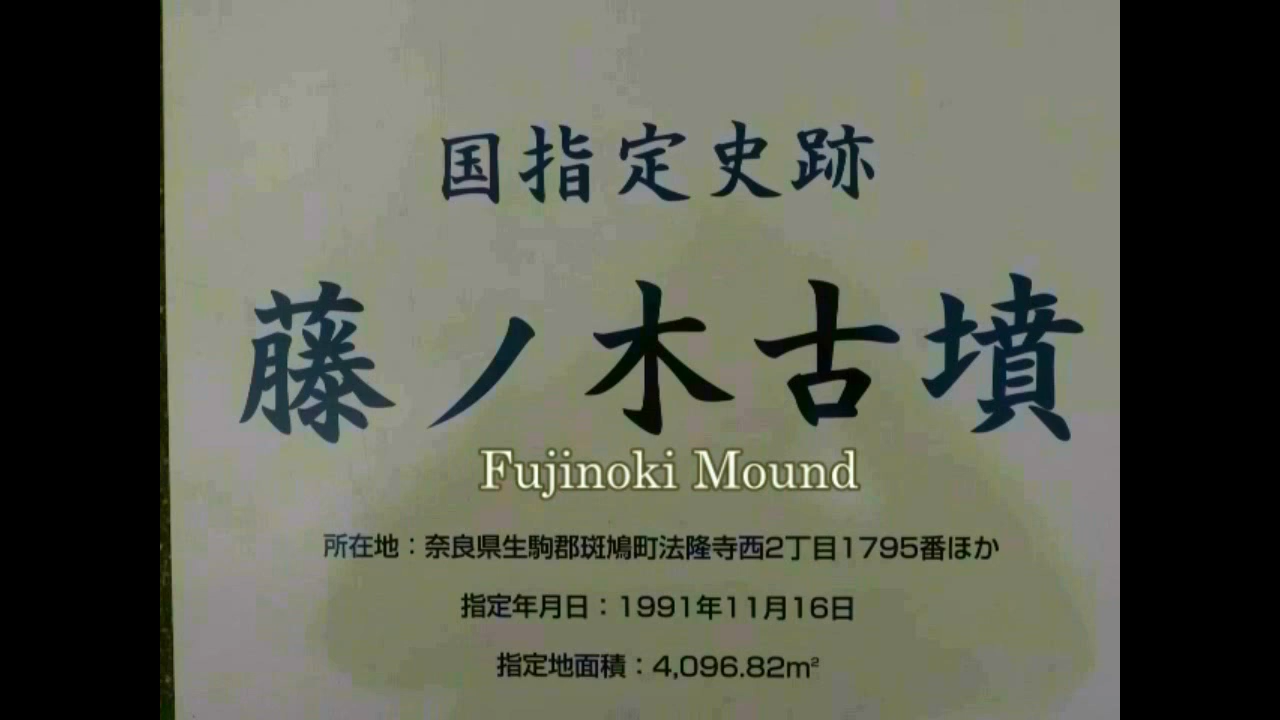 国指定史跡
藤ノ木古墳
Fujinoki Mound
所在地：奈良県生駒郡斑鳩町法隆寺西2丁目1795番ほか
指定年月日：1991年11月16日
指定地面積：4,096.82m²